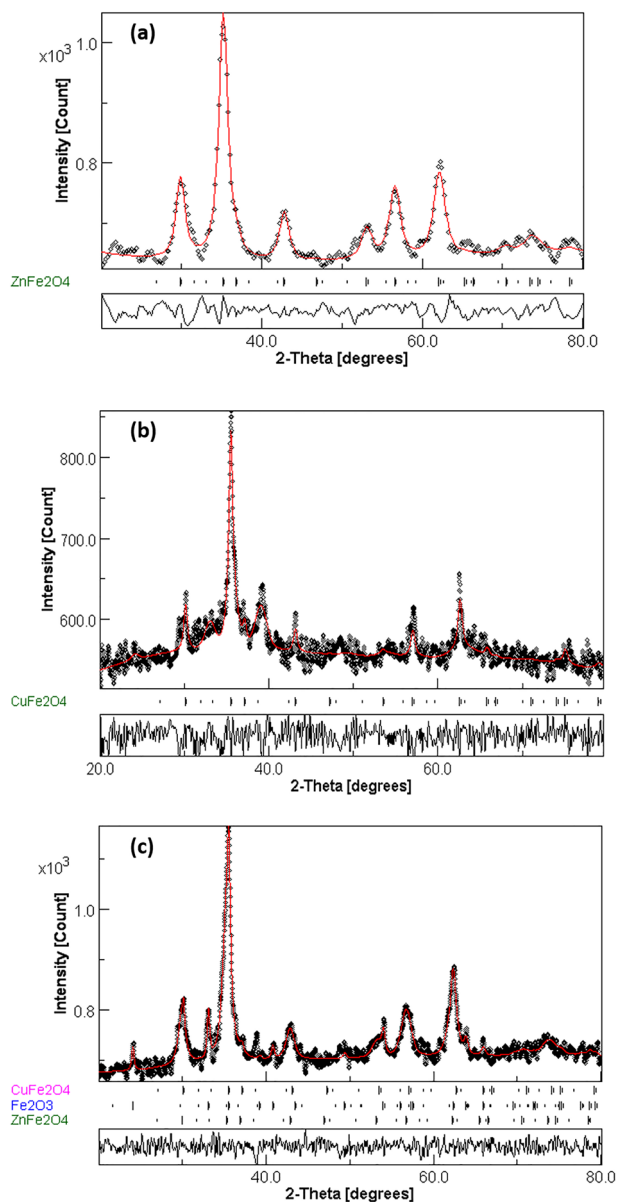 (a)
1.0
x10³
0.8
Intensity [Count]
ZnFe2O4
40.0 60.0 80.0
2-Theta [degrees]
(b)
800.0
700.0
600.0
Intensity [Count]
CuFe2O4
20.0 40.0 60.0
2-Theta [degrees]
(c)
x10³
1.0
0.8
Intensity [Count]
CuFe2O4
Fe2O3
ZnFe2O4
40.0 60.0 80.0
2-Theta [degrees]